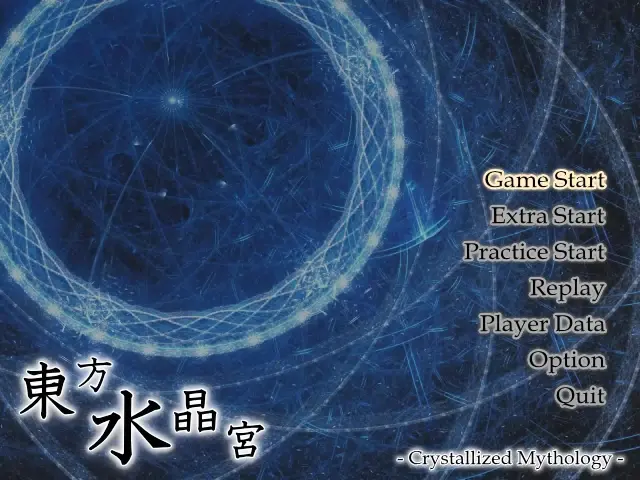 Game Start
Extra Start
Practice Start
Replay
Player Data
Option
Quit
東方水晶宮
- Crystallized Mythology -